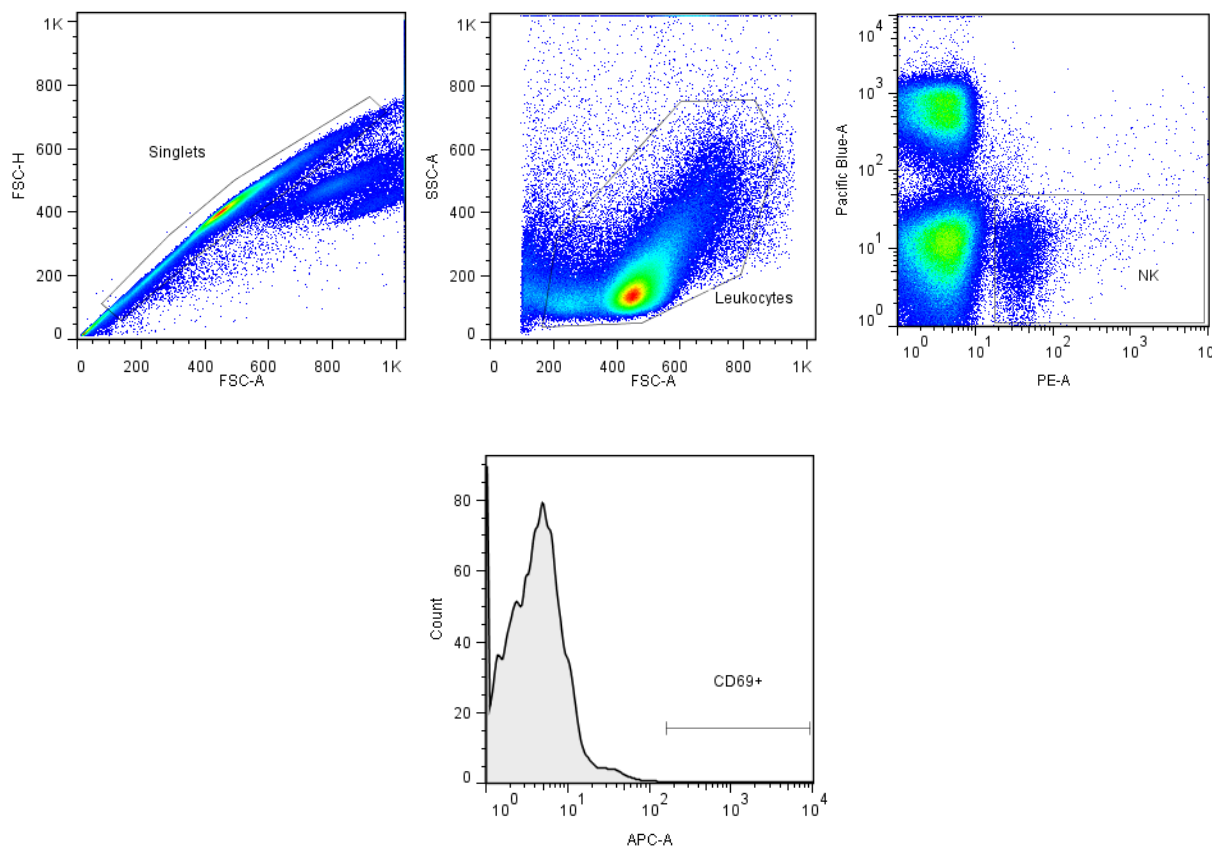 1K
800
600
400
200
0
FSC-H
Singlets
0 200 400 600 800 1K
FSC-A
1K
800
600
400
200
0
SSC-A
Leukocytes
0 200 400 600 800 1K
FSC-A
10^4
10^3
10^2
10^1
10^0
Pacific Blue-A
NK
10^0 10^1 10^2 10^3 10
PE-A
80
60
40
20
0
Count
CD69+
10^0 10^1 10^2 10^3 10^4
APC-A